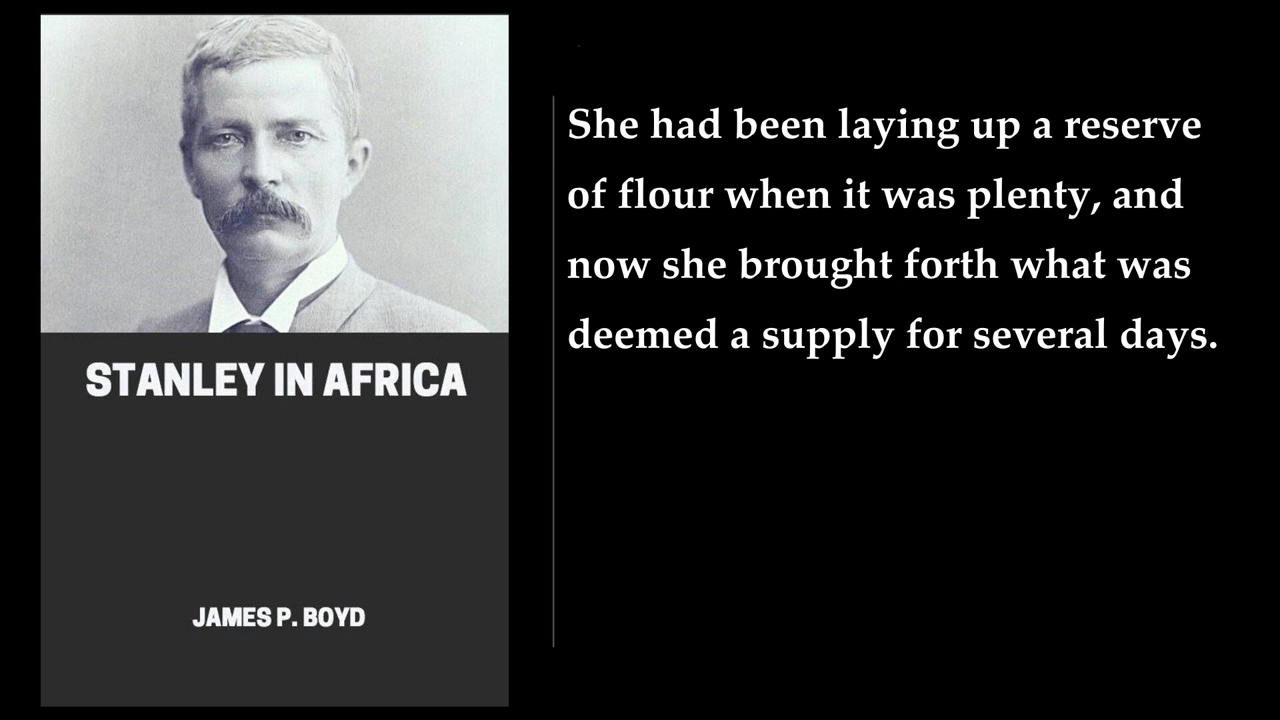 STANLEY IN AFRICA
JAMES P. BOYD
She had been laying up a reserve
of flour when it was plenty, and
now she brought forth what was
deemed a supply for several days.